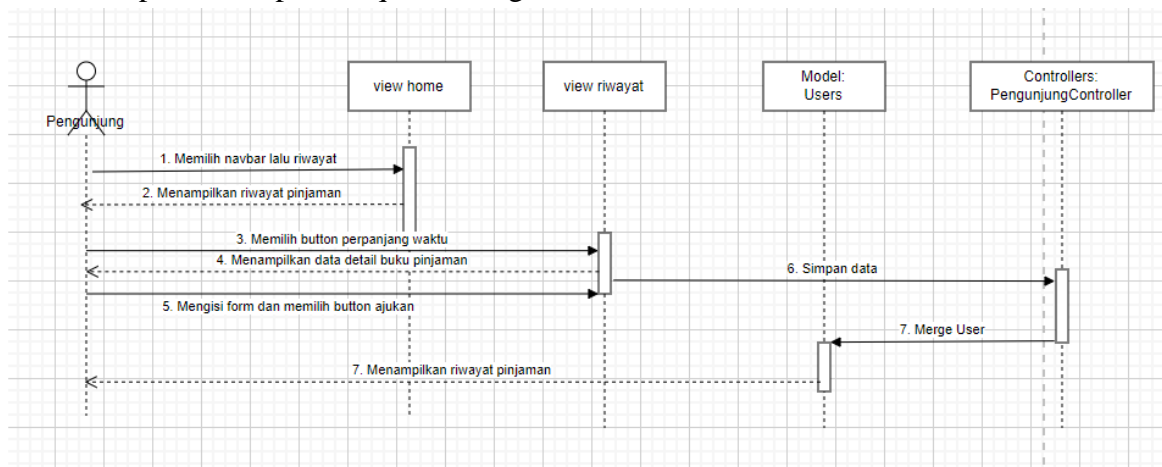 view home
view riwayat
Model:
Users
Controllers:
PengunjungController
Pengunjung
1. Memilih navbar lalu riwayat
2. Menampilkan riwayat pinjaman
3. Memilih button perpanjang waktu
4. Menampilkan data detail buku pinjaman
6. Simpan data
5. Mengisi form dan memilih button ajukan
7. Merge User
7. Menampilkan riwayat pinjaman